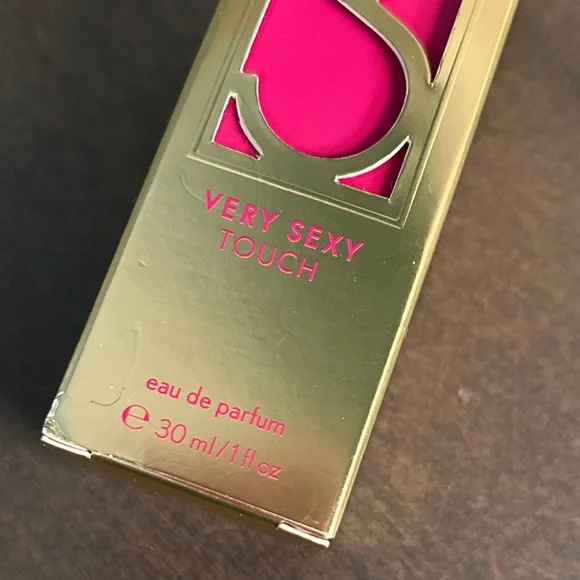 S
VERY SEXY
TOUCH
eau de parfum
℮ 30 ml/1 fl oz